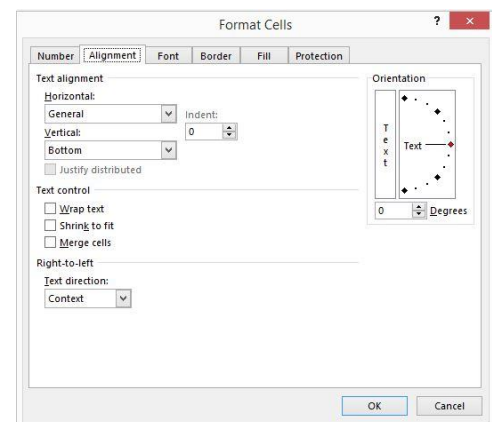 Format Cells
?
Number Alignment Font Border Fill Protection
Text alignment
Horizontal:
General
Indent:
0
Vertical:
Bottom
Justify distributed
Text control
Wrap text
Shrink to fit
Merge cells
Right-to-left
Text direction:
Context
Orientation
Text
Text
0 Degrees
OK Cancel